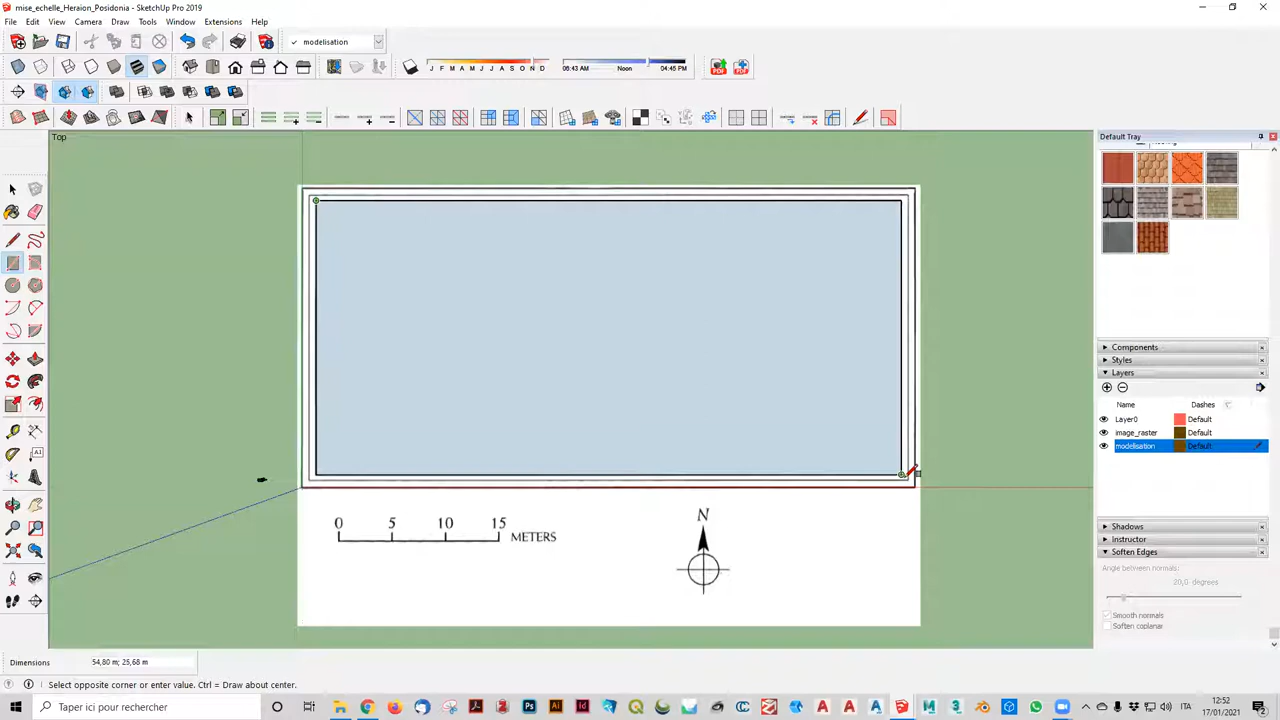 mise_echelle_Heraion_Posidonia - SketchUp Pro 2019
File Edit View Camera Draw Tools Window Extensions Help
modelisation
J F M A M J J A S O N D
06:43 AM Noon 04:45 PM
PDF PDF
Top
Default Tray
Components
Styles
Layers
Name Dashes
Layer0 Default
image_raster Default
modelisation Default
0 5 10 15 METERS
N
Shadows
Instructor
Soften Edges
Angle between normals:
20,0 degrees
Smooth normals
Soften coplanar
Dimensions 54,80 m; 25,68 m
Select opposite corner or enter value. Ctrl = Draw about center.
Taper ici pour rechercher
ITA
12:52
17/01/2021